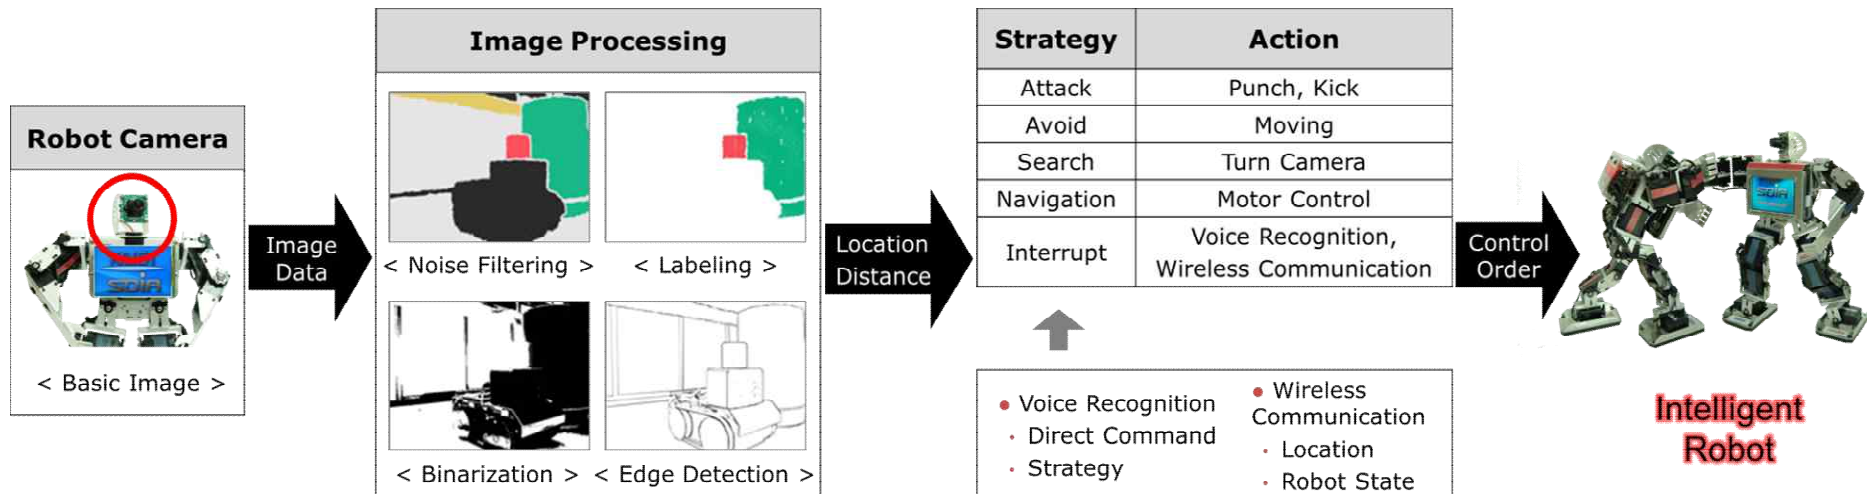 Robot Camera
SDIA
< Basic Image >
Image
Data
Image Processing
< Noise Filtering >
< Labeling >
< Binarization >
< Edge Detection >
Location
Distance
Strategy Action
Attack Punch, Kick
Avoid Moving
Search Turn Camera
Navigation Motor Control
Interrupt Voice Recognition,
Wireless Communication
• Voice Recognition
· Direct Command
· Strategy
• Wireless
Communication
· Location
· Robot State
Control
Order
SDIA
Intelligent
Robot